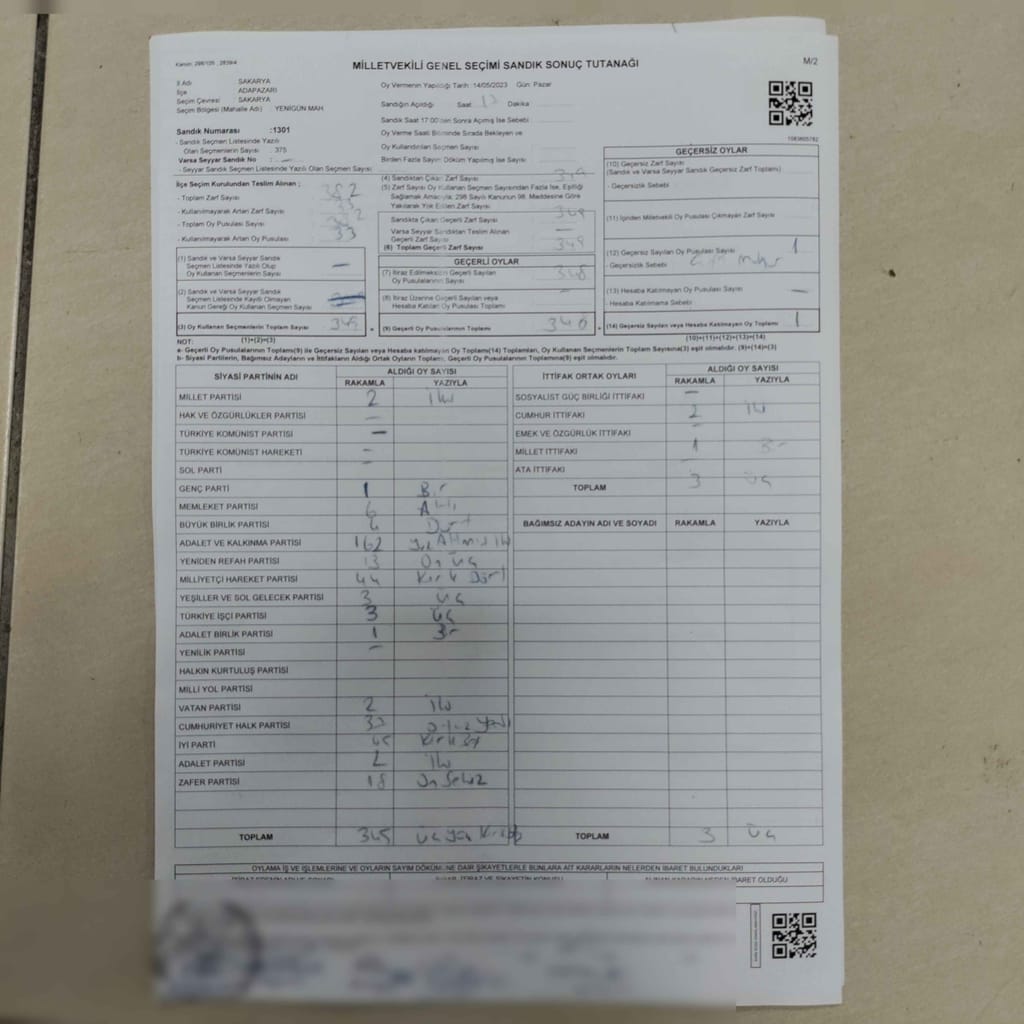 Kanun: 298/105 ; 2839/4
MİLLETVEKİLİ GENEL SEÇİMİ SANDIK SONUÇ TUTANAĞI
M/2
İl Adı SAKARYA
İlçe ADAPAZARI
Seçim Çevresi SAKARYA
Seçim Bölgesi (Mahalle Adı) YENİGÜN MAH
Sandık Numarası :1301
- Sandık Seçmen Listesinde Yazılı
Olan Seçmenlerin Sayısı : 375
Varsa Seyyar Sandık No : —
- Seyyar Sandık Seçmen Listesinde Yazılı Olan Seçmen Sayısı
Oy Vermenin Yapıldığı Tarih :14/05/2023 Gün: Pazar
Sandığın Açıldığı Saat Dakika
Sandık Saat 17:00'den Sonra Açılmış İse Sebebi
Oy Verme Saati Bitiminde Sırada Bekleyen ve
Oy Kullandırılan Seçmen Sayısı
Birden Fazla Sayım Döküm Yapılmış İse Sayısı
İlçe Seçim Kurulundan Teslim Alınan ;
- Toplam Zarf Sayısı 382
- Kullanılmayarak Artan Zarf Sayısı 33
- Toplam Oy Pusulası Sayısı
- Kullanılmayarak Artan Oy Pusulası 33
(1) Sandık ve Varsa Seyyar Sandık
Seçmen Listesinde Yazılı Olup
Oy Kullanan Seçmenlerin Sayısı —
(2) Sandık ve Varsa Seyyar Sandık
Seçmen Listesinde Kayıtlı Olmayan
Kanun Gereği Oy Kullanan Seçmen Sayısı
(3) Oy Kullanan Seçmenlerin Toplam Sayısı 349
(1)+(2)=(3)
(4) Sandıktan Çıkan Zarf Sayısı 349
(5) Zarf Sayısı Oy Kullanan Seçmen Sayısından Fazla İse, Eşitliği
Sağlamak Amacıyla, 298 Sayılı Kanunun 98. Maddesine Göre
Yakılarak Yok Edilen Zarf Sayısı
Sandıkta Çıkan Geçerli Zarf Sayısı 349
Varsa Seyyar Sandıktan Teslim Alınan
Geçerli Zarf Sayısı —
(6) Toplam Geçerli Zarf Sayısı 349
GEÇERLİ OYLAR
(7) İtiraz Edilmeksizin Geçerli Sayılan
Oy Pusulalarının Sayısı 348
(8) İtiraz Üzerine Geçerli Sayılan veya
Hesaba Katılan Oy Pusulası Toplamı —
(9) Geçerli Oy Pusulalarının Toplamı 348
1583605782
GEÇERSİZ OYLAR
(10) Geçersiz Zarf Sayısı
(Sandık ve Varsa Seyyar Sandık Geçersiz Zarf Toplamı)
- Geçersizlik Sebebi
(11) İçinden Milletvekili Oy Pusulası Çıkmayan Zarf Sayısı
(12) Geçersiz Sayılan Oy Pusulası Sayısı 1
- Geçersizlik Sebebi
(13) Hesaba Katılmayan Oy Pusulası Sayısı —
- Hesaba Katılmama Sebebi
(14) Geçersiz Sayılan veya Hesaba Katılmayan Oy Toplamı 1
(10)+(11)+(12)+(13)=(14)
NOT:
a- Geçerli Oy Pusulalarının Toplamı(9) ile Geçersiz Sayılan veya Hesaba katılmayan Oy Toplamı(14) Toplamları, Oy Kullanan Seçmenlerin Toplam Sayısına(3) eşit olmalıdır. (9)+(14)=(3)
b- Siyasi Partilerin, Bağımsız Adayların ve İttifakların Aldığı Ortak Oyların Toplamı, Geçerli Oy Pusulalarının Toplamına(9) eşit olmalıdır.
SİYASİ PARTİNİN ADI ALDIĞI OY SAYISI
RAKAMLA YAZIYLA
MİLLET PARTİSİ 2 iki
HAK VE ÖZGÜRLÜKLER PARTİSİ —
TÜRKİYE KOMÜNİST PARTİSİ —
TÜRKİYE KOMÜNİST HAREKETİ —
SOL PARTİ —
GENÇ PARTİ 1 Bir
MEMLEKET PARTİSİ 6 Altı
BÜYÜK BİRLİK PARTİSİ 4 Dört
ADALET VE KALKINMA PARTİSİ 162 yüz Altmış iki
YENİDEN REFAH PARTİSİ 13 On üç
MİLLİYETÇİ HAREKET PARTİSİ 44 Kırk Dört
YEŞİLLER VE SOL GELECEK PARTİSİ 3 üç
TÜRKİYE İŞÇİ PARTİSİ 3 üç
ADALET BİRLİK PARTİSİ 1 Bir
YENİLİK PARTİSİ —
HALKIN KURTULUŞ PARTİSİ
MİLLİ YOL PARTİSİ
VATAN PARTİSİ 2 iki
CUMHURİYET HALK PARTİSİ 37 otuz yedi
İYİ PARTİ 45 Kırk Beş
ADALET PARTİSİ 2 iki
ZAFER PARTİSİ 18 On Sekiz
TOPLAM 345 üç yüz Kırk beş
İTTİFAK ORTAK OYLARI ALDIĞI OY SAYISI
RAKAMLA YAZIYLA
SOSYALİST GÜÇ BİRLİĞİ İTTİFAKI —
CUMHUR İTTİFAKI 2 iki
EMEK VE ÖZGÜRLÜK İTTİFAKI —
MİLLET İTTİFAKI 1 Bir
ATA İTTİFAKI
TOPLAM 3 üç
BAĞIMSIZ ADAYIN ADI VE SOYADI RAKAMLA YAZIYLA
TOPLAM 3 üç
OYLAMA İŞ VE İŞLEMLERİNE VE OYLARIN SAYIM DÖKÜMÜNE DAİR ŞİKAYETLERLE BUNLARA AİT KARARLARIN NELERDEN İBARET BULUNDUKLARI